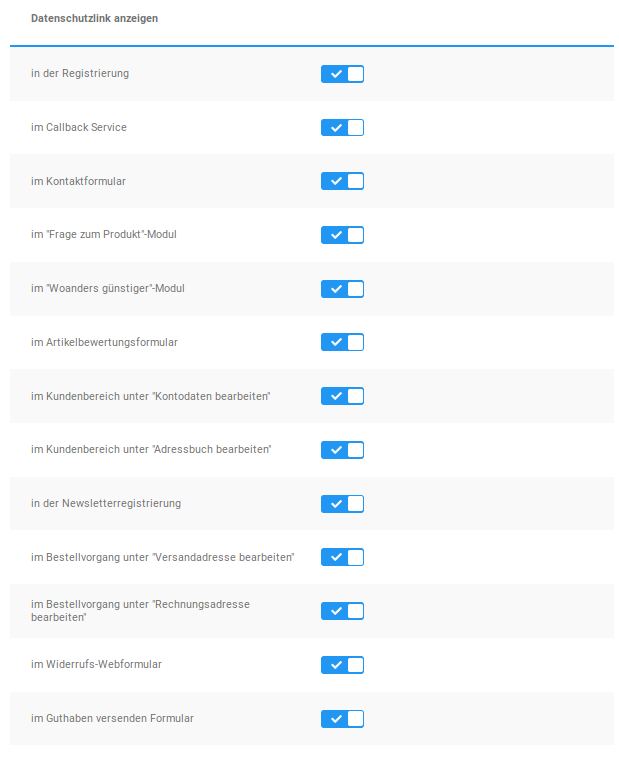 Datenschutzlink anzeigen
in der Registrierung
im Callback Service
im Kontaktformular
im "Frage zum Produkt"-Modul
im "Woanders günstiger"-Modul
im Artikelbewertungsformular
im Kundenbereich unter "Kontodaten bearbeiten"
im Kundenbereich unter "Adressbuch bearbeiten"
in der Newsletterregistrierung
im Bestellvorgang unter "Versandadresse bearbeiten"
im Bestellvorgang unter "Rechnungsadresse
bearbeiten"
im Widerrufs-Webformular
im Guthaben versenden Formular